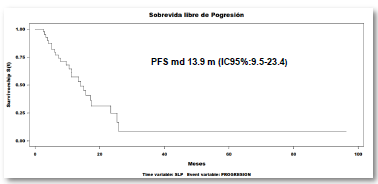 Sobrevida libre de Pogresión
PFS md 13.9 m (IC95%:9.5-23.4)
Survivorship S(t)
1.00
0.75
0.50
0.25
0.00
0 20 40 60 80 100
Meses
Time variable: SLP Event variable: PROGRESSION